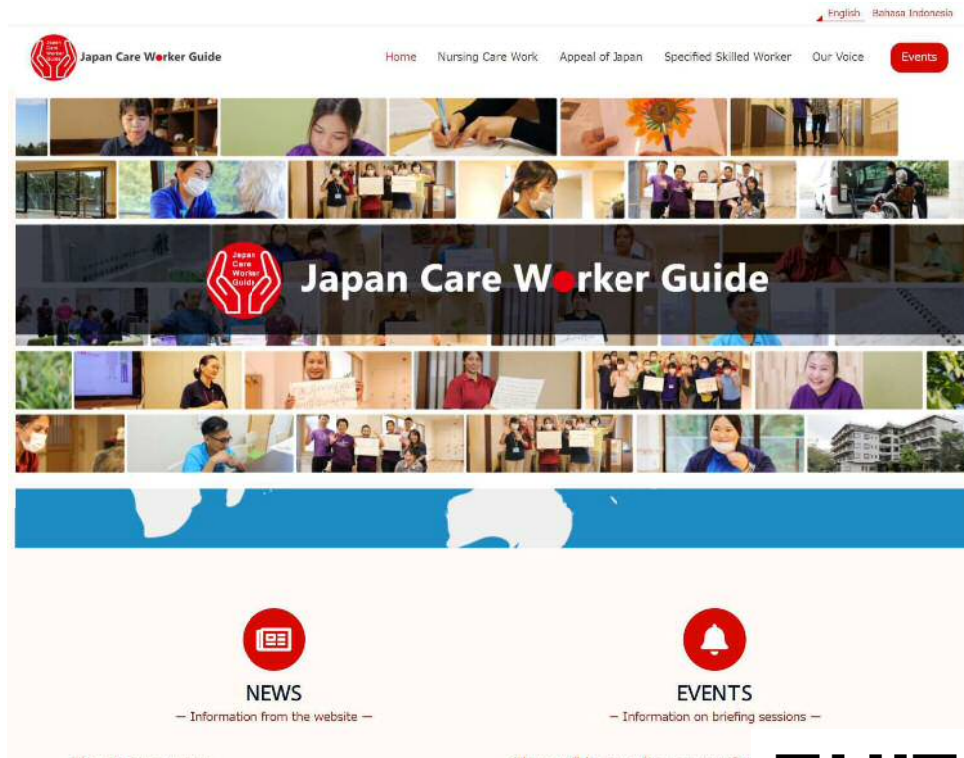 English Bahasa Indonesia
Japan
Care
Worker
Guide
Japan Care Worker Guide
Home Nursing Care Work Appeal of Japan Specified Skilled Worker Our Voice Events
Japan
Care
Worker
Guide
Japan Care Worker Guide
NEWS
EVENTS
— Information from the website —
— Information on briefing sessions —